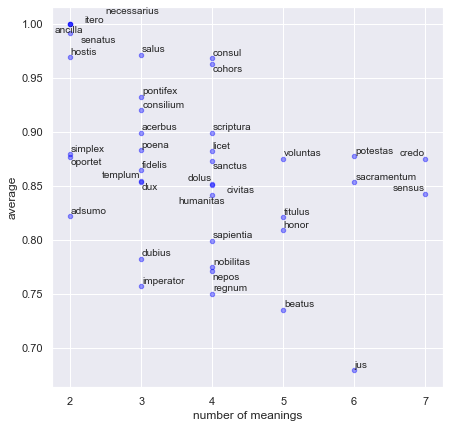 necessarius
1.00
itero
ancilla
senatus
hostis
salus
consul
cohors
0.95
pontifex
consilium
0.90
acerbus
scriptura
poena
licet
simplex
oportet
voluntas
potestas
credo
fidelis
sanctus
templum
dux
dolus
civitas
sacramentum
sensus
0.85
humanitas
adsumo
titulus
honor
sapientia
0.80
dubius
nobilitas
nepos
imperator
regnum
0.75
beatus
0.70
jus
average
2 3 4 5 6 7
number of meanings